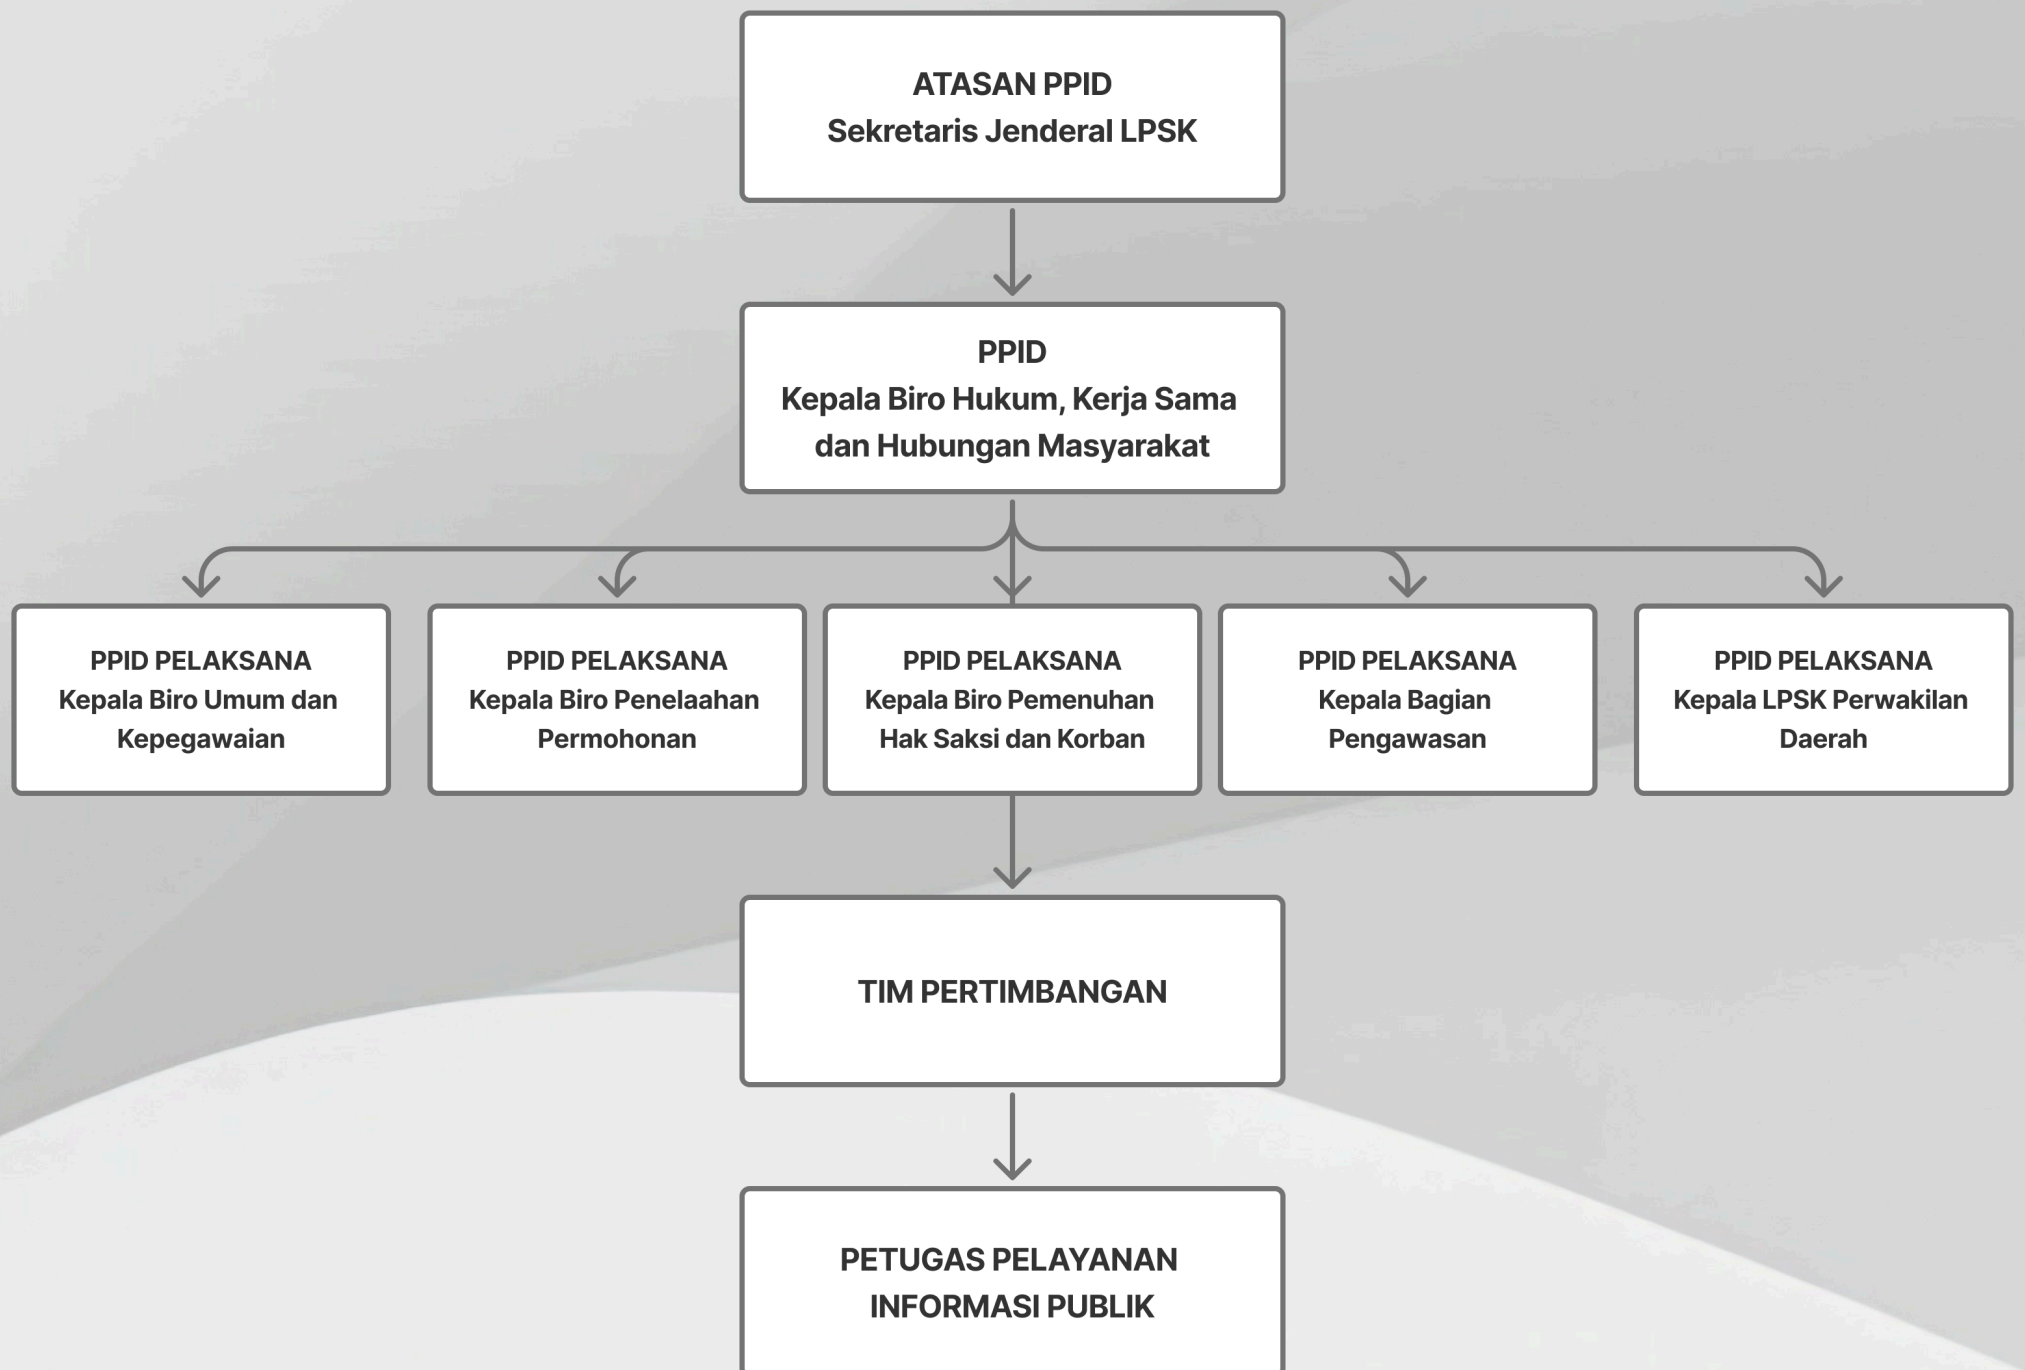 ATASAN PPID
Sekretaris Jenderal LPSK
PPID
Kepala Biro Hukum, Kerja Sama
dan Hubungan Masyarakat
PPID PELAKSANA
Kepala Biro Umum dan
Kepegawaian
PPID PELAKSANA
Kepala Biro Penelaahan
Permohonan
PPID PELAKSANA
Kepala Biro Pemenuhan
Hak Saksi dan Korban
PPID PELAKSANA
Kepala Bagian
Pengawasan
PPID PELAKSANA
Kepala LPSK Perwakilan
Daerah
TIM PERTIMBANGAN
PETUGAS PELAYANAN
INFORMASI PUBLIK